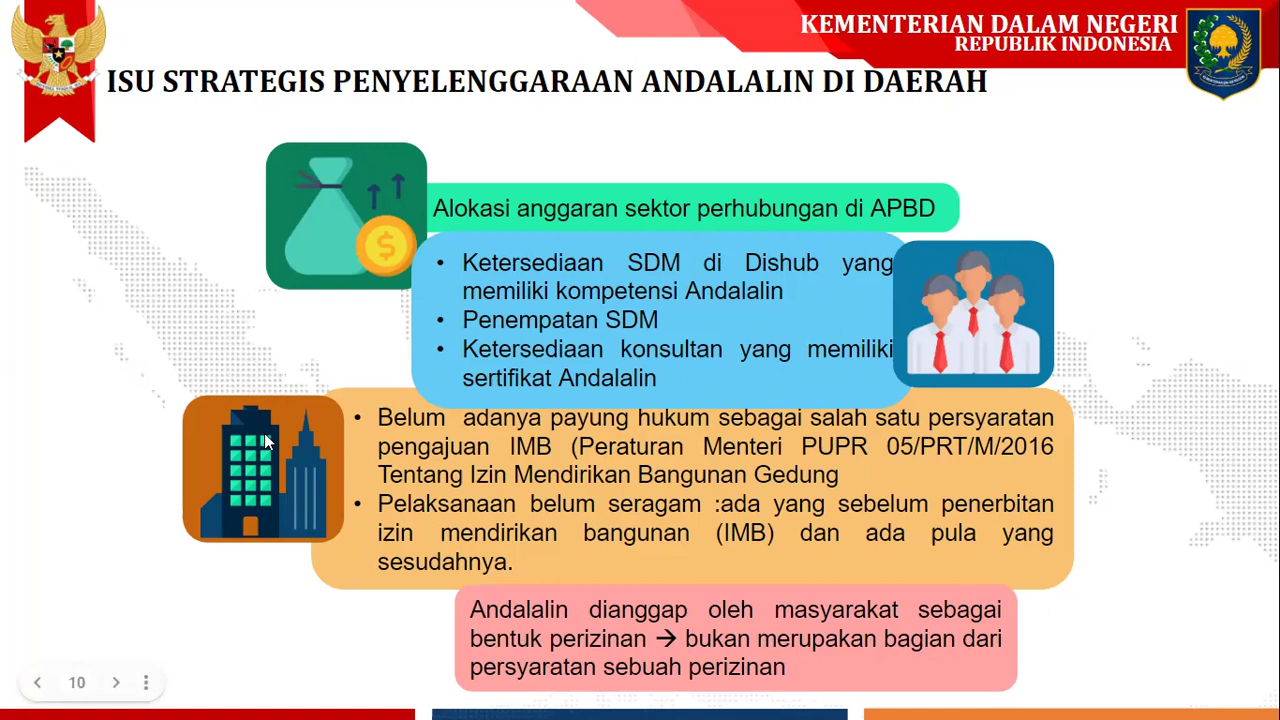 KEMENTERIAN DALAM NEGERI
REPUBLIK INDONESIA
ISU STRATEGIS PENYELENGGARAAN ANDALALIN DI DAERAH
Alokasi anggaran sektor perhubungan di APBD
• Ketersediaan SDM di Dishub yang
memiliki kompetensi Andalalin
• Penempatan SDM
• Ketersediaan konsultan yang memiliki
sertifikat Andalalin
• Belum adanya payung hukum sebagai salah satu persyaratan
pengajuan IMB (Peraturan Menteri PUPR 05/PRT/M/2016
Tentang Izin Mendirikan Bangunan Gedung
• Pelaksanaan belum seragam :ada yang sebelum penerbitan
izin mendirikan bangunan (IMB) dan ada pula yang
sesudahnya.
Andalalin dianggap oleh masyarakat sebagai
bentuk perizinan → bukan merupakan bagian dari
persyaratan sebuah perizinan
10